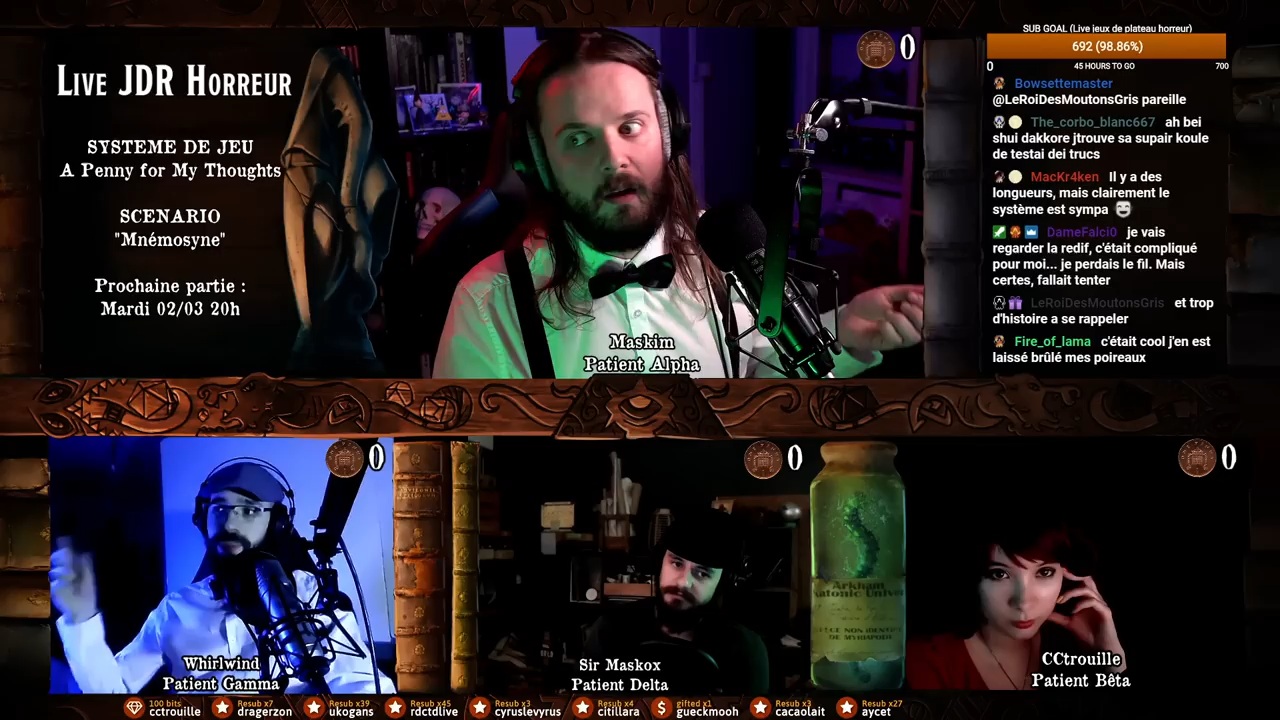 Live JDR Horreur
SYSTEME DE JEU
A Penny for My Thoughts
SCENARIO
"Mnémosyne"
Prochaine partie :
Mardi 02/03 20h
0
Maskim
Patient Alpha
SUB GOAL (Live jeux de plateau horreur)
692 (98.86%)
0
45 HOURS TO GO
700
Bowsettemaster
@LeRoiDesMoutonsGris pareille
The_corbo_blanc667 ah bei
shui dakkore jtrouve sa supair koule
de testai dei trucs
MacKr4ken Il y a des
longueurs, mais clairement le
système est sympa
DameFalci0 je vais
regarder la redif, c'était compliqué
pour moi... je perdais le fil. Mais
certes, fallait tenter
LeRoiDesMoutonsGris et trop
d'histoire a se rappeler
Fire_of_lama c'était cool j'en est
laissé brûlé mes poireaux
0
Whirlwind
Patient Gamma
0
Sir Maskox
Patient Delta
Arkham
0
CCtrouille
Patient Bêta
100 bits
cctrouille
Resub x7
dragerzon
Resub x39
ukogans
Resub x45
rdctdlive
Resub x3
cyruslevyrus
Resub x4
citillara
gifted x1
gueckmooh
Resub x3
cacaolait
Resub x27
aycet